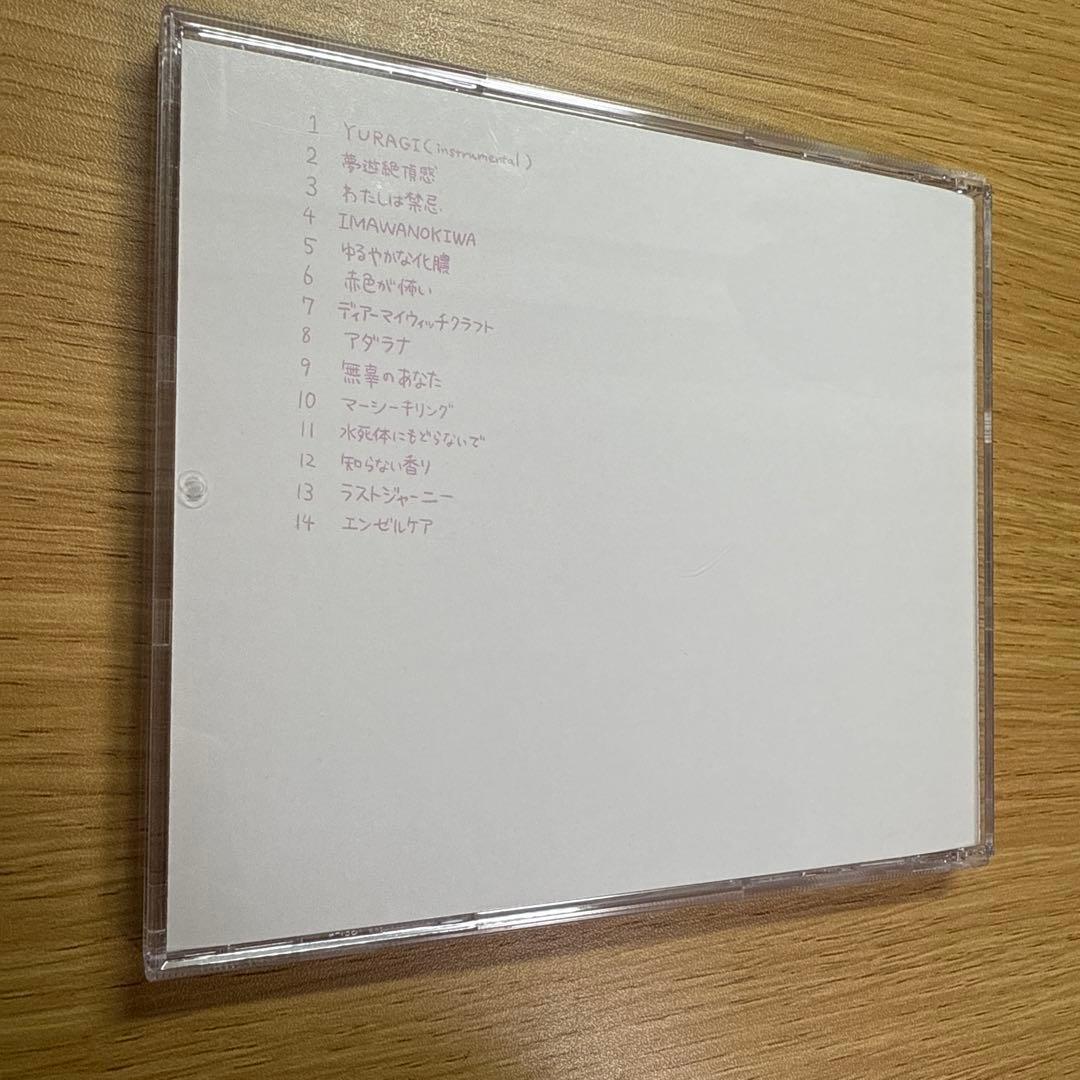 1 YURAGI(instrumental)
2 夢遊絶頂感
3 わたしは禁忌
4 IMAWANOKIWA
5 ゆるやかな化膿
6 赤色が怖い
7 ディアーマイウィッチクラフト
8 アダラナ
9 無辜のあなた
10 マーシーキリング
11 水死体にもどらないで
12 知らない香り
13 ラストジャーニー
14 エンゼルケア